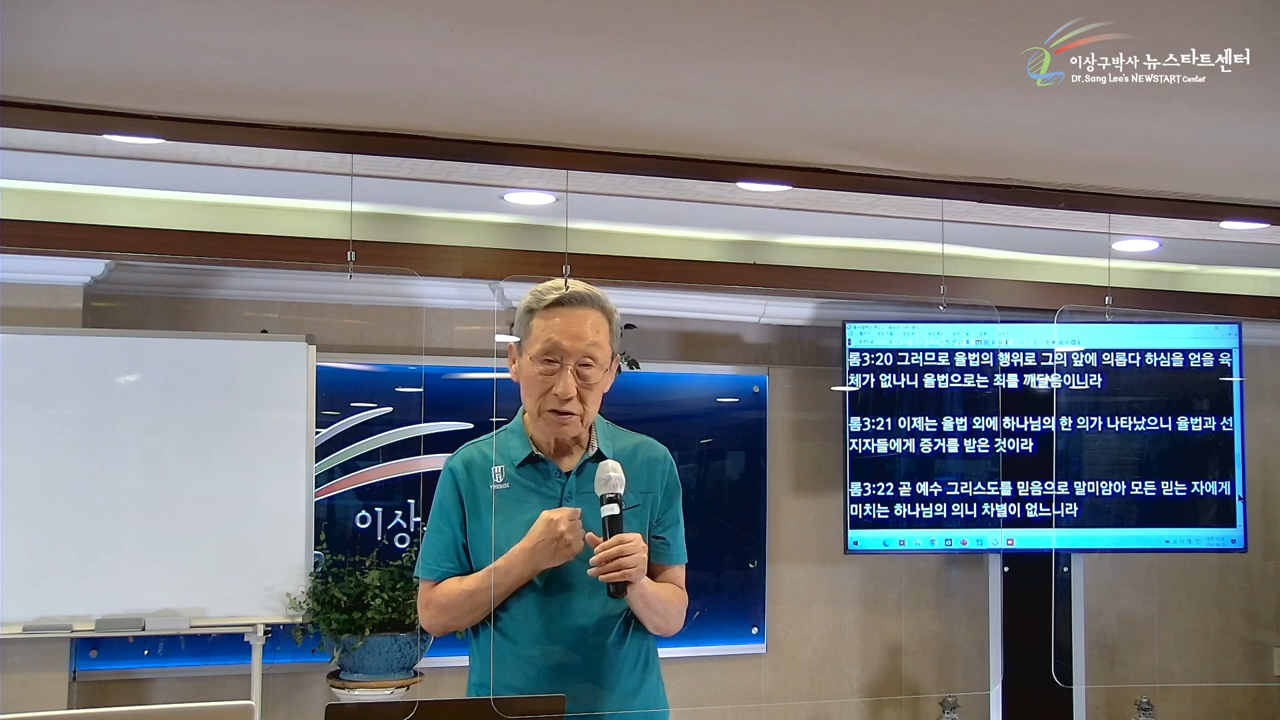 이상구박사 뉴스타트센터
Dr. Sang Lee's NEWSTART Center
롬3:20 그러므로 율법의 행위로 그의 앞에 의롭다 하심을 얻을 육
체가 없나니 율법으로는 죄를 깨달음이니라
롬3:21 이제는 율법 외에 하나님의 한 의가 나타났으니 율법과 선
지자들에게 증거를 받은 것이라
롬3:22 곧 예수 그리스도를 믿음으로 말미암아 모든 믿는 자에게
미치는 하나님의 의니 차별이 없느니라
이상